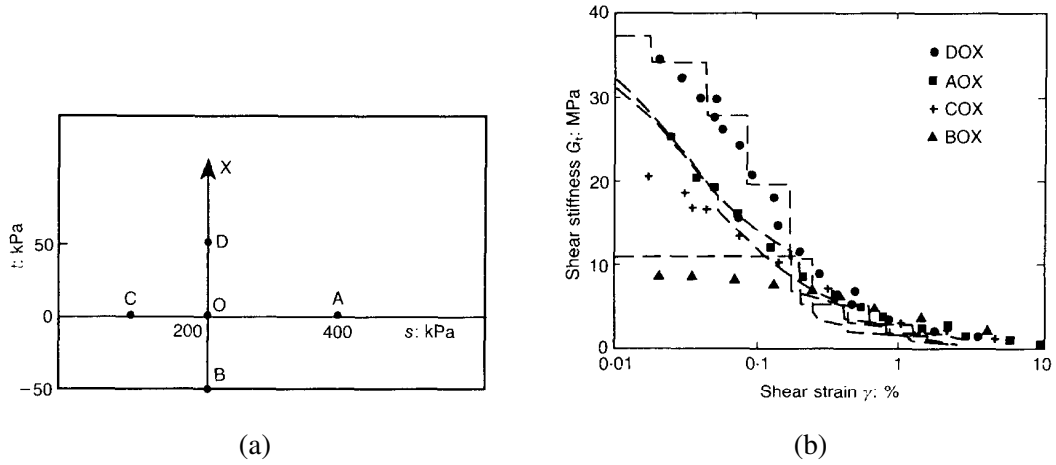 X
50
D
C
O
A
0
200
400
s: kPa
B
−50
t: kPa
(a)
40
DOX
AOX
30
COX
BOX
20
10
0
0·01
0·1
1
10
Shear strain γ: %
Shear stiffness Gt: MPa
(b)